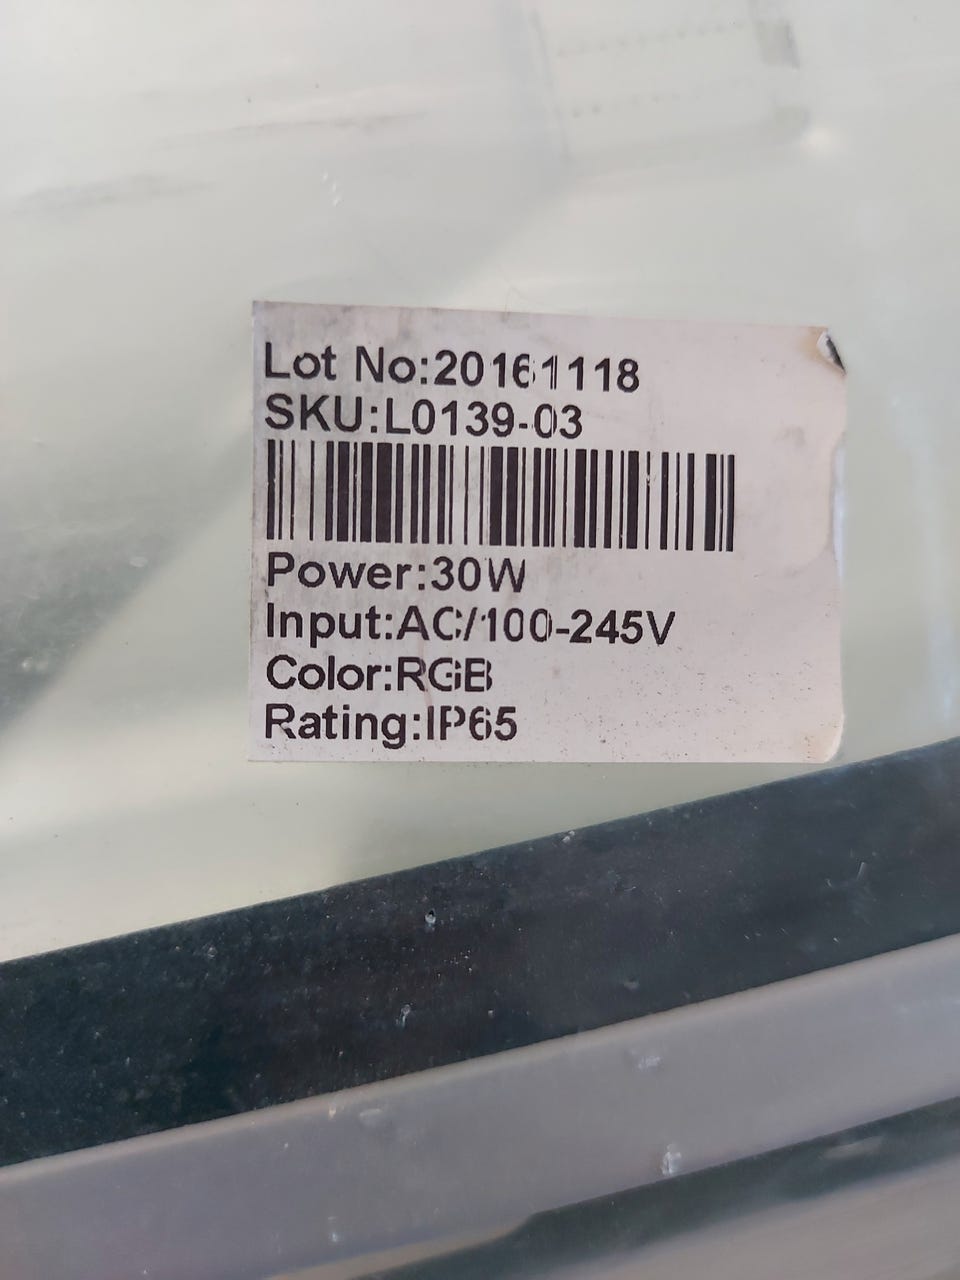 Lot No:20161118
SKU:L0139-03
Power:30W
Input:AC/100-245V
Color:RGB
Rating:IP65